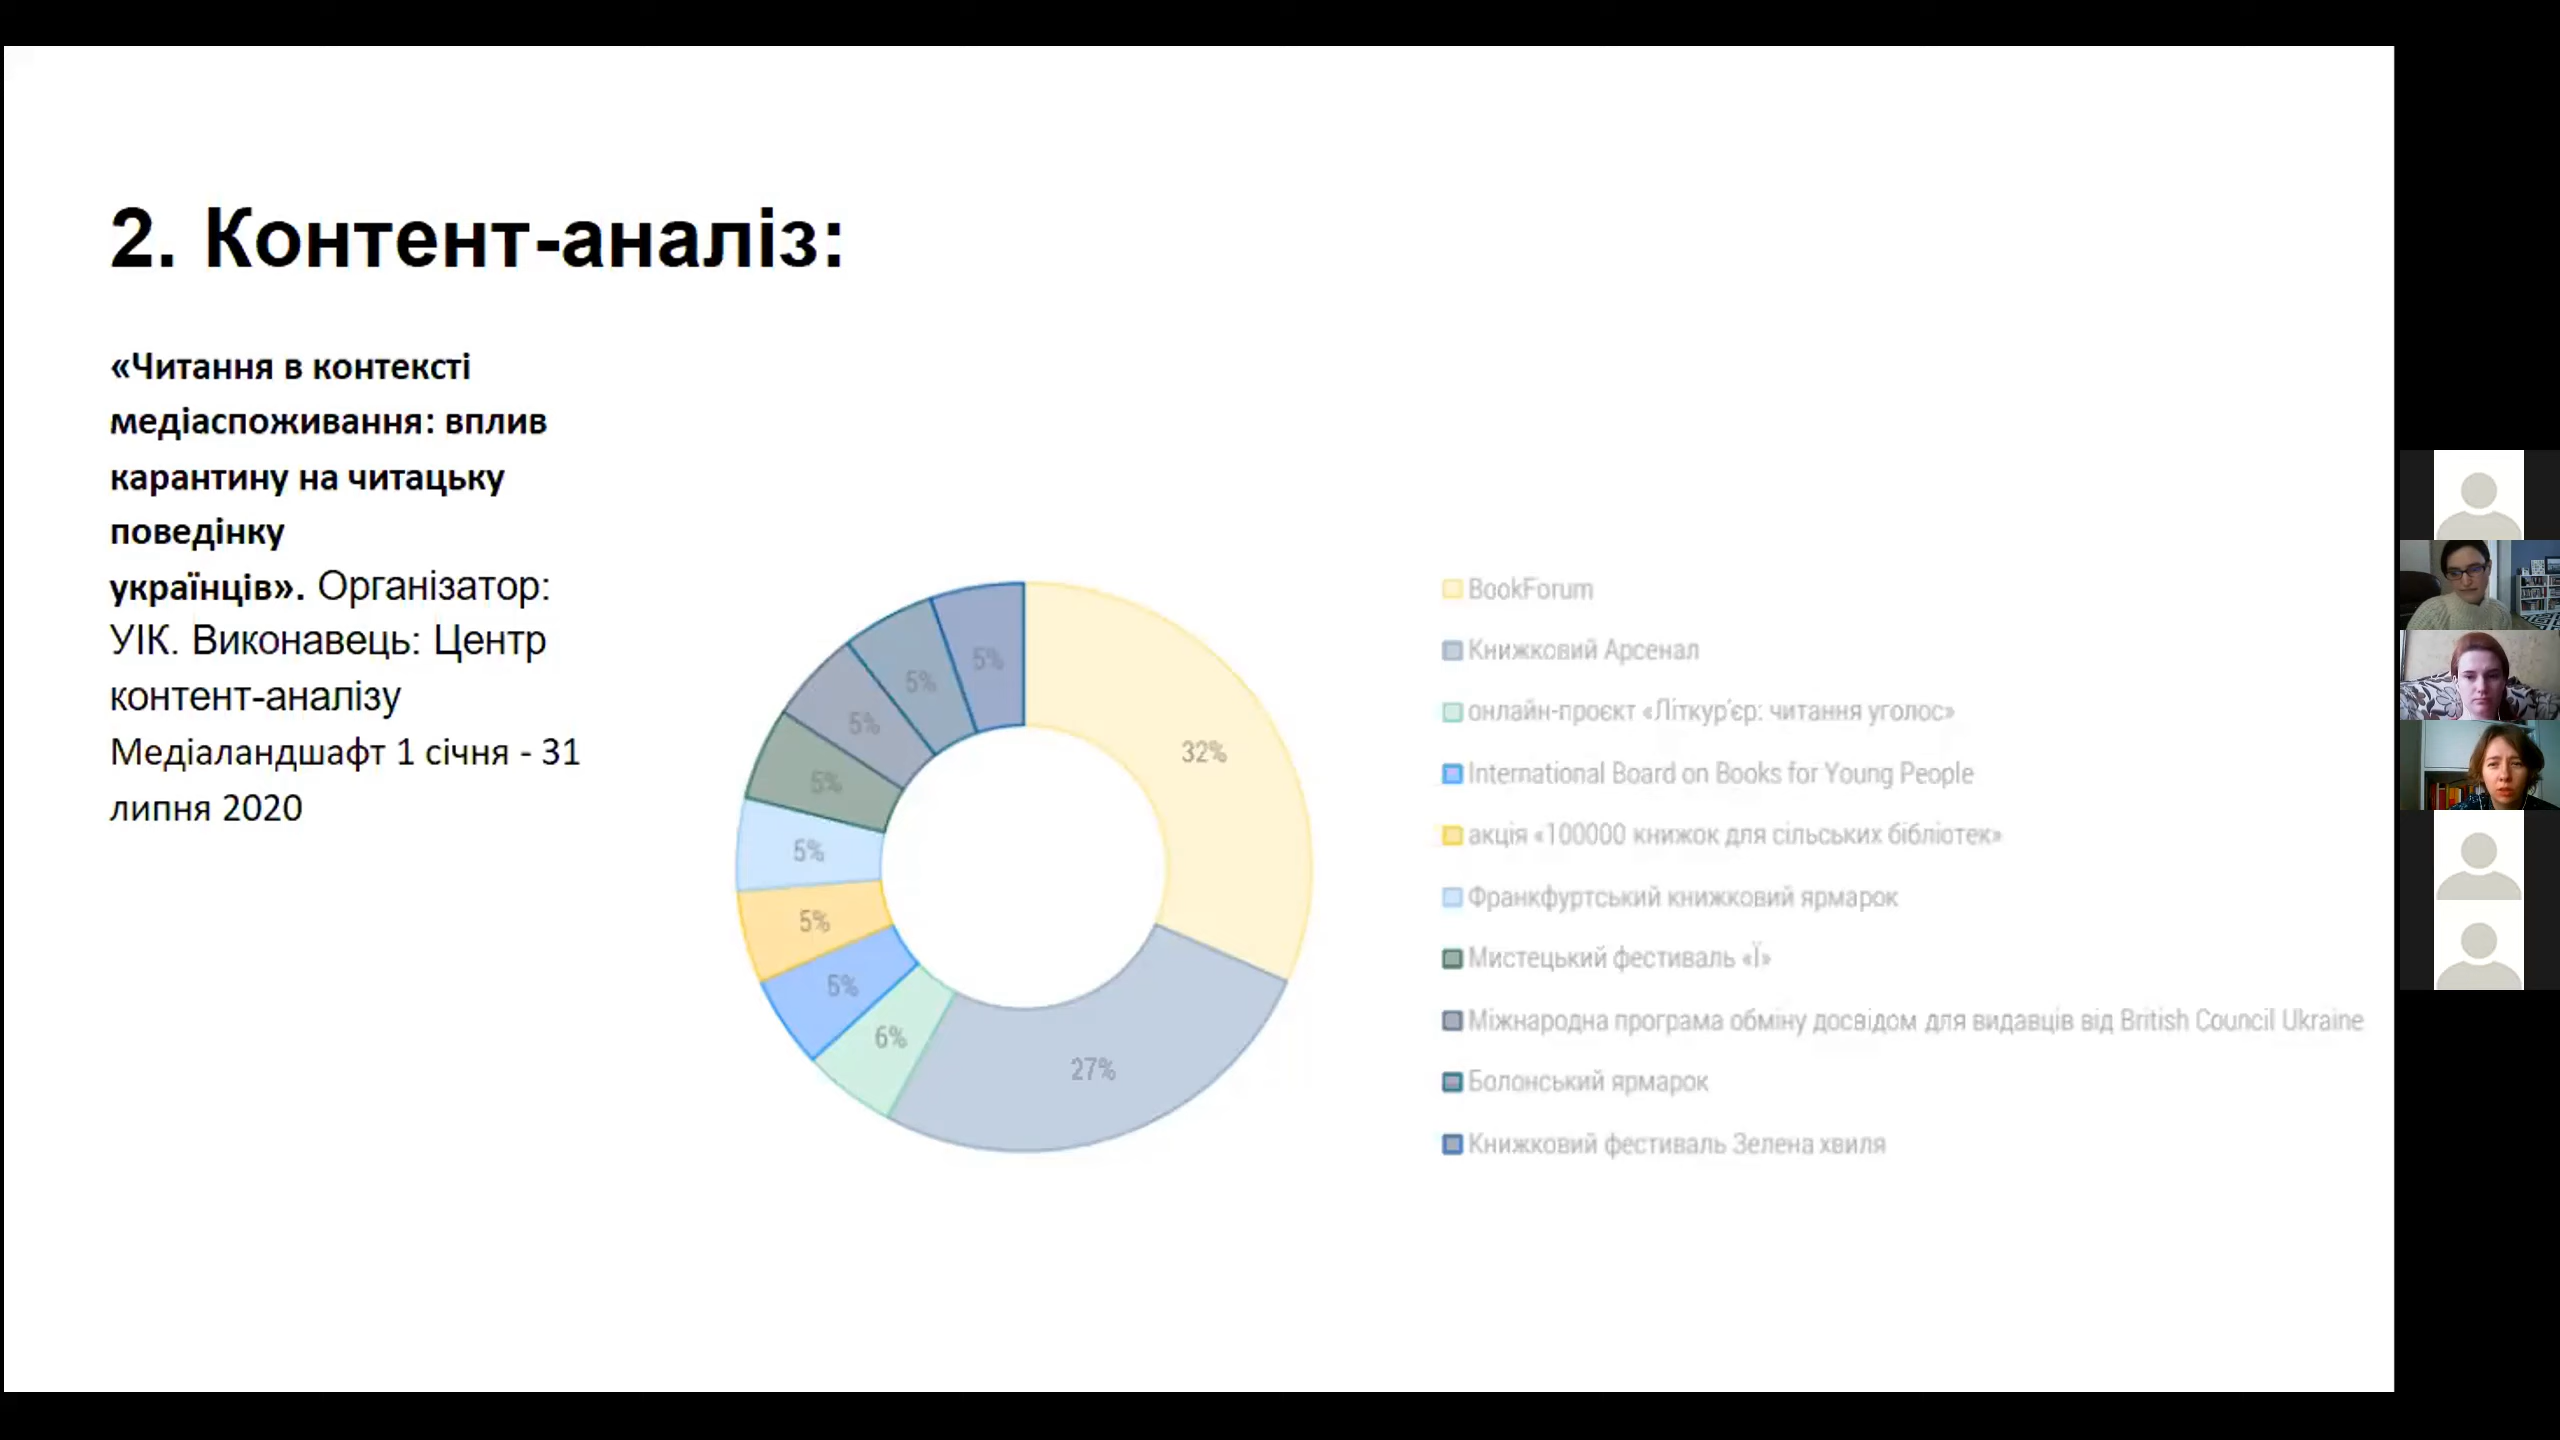 2. Контент-аналіз:
«Читання в контексті
медіаспоживання: вплив
карантину на читацьку
поведінку
українців». Організатор:
УІК. Виконавець: Центр
контент-аналізу
Медіаландшафт 1 січня - 31
липня 2020
32%
27%
6%
5%
5%
5%
5%
5%
5%
5%
BookForum
Книжковий Арсенал
онлайн-проєкт «Літкур'єр: читання уголос»
International Board on Books for Young People
акція «100000 книжок для сільських бібліотек»
Франкфуртський книжковий ярмарок
Мистецький фестиваль «Ї»
Міжнародна програма обміну досвідом для видавців від British Council Ukraine
Болонський ярмарок
Книжковий фестиваль Зелена хвиля